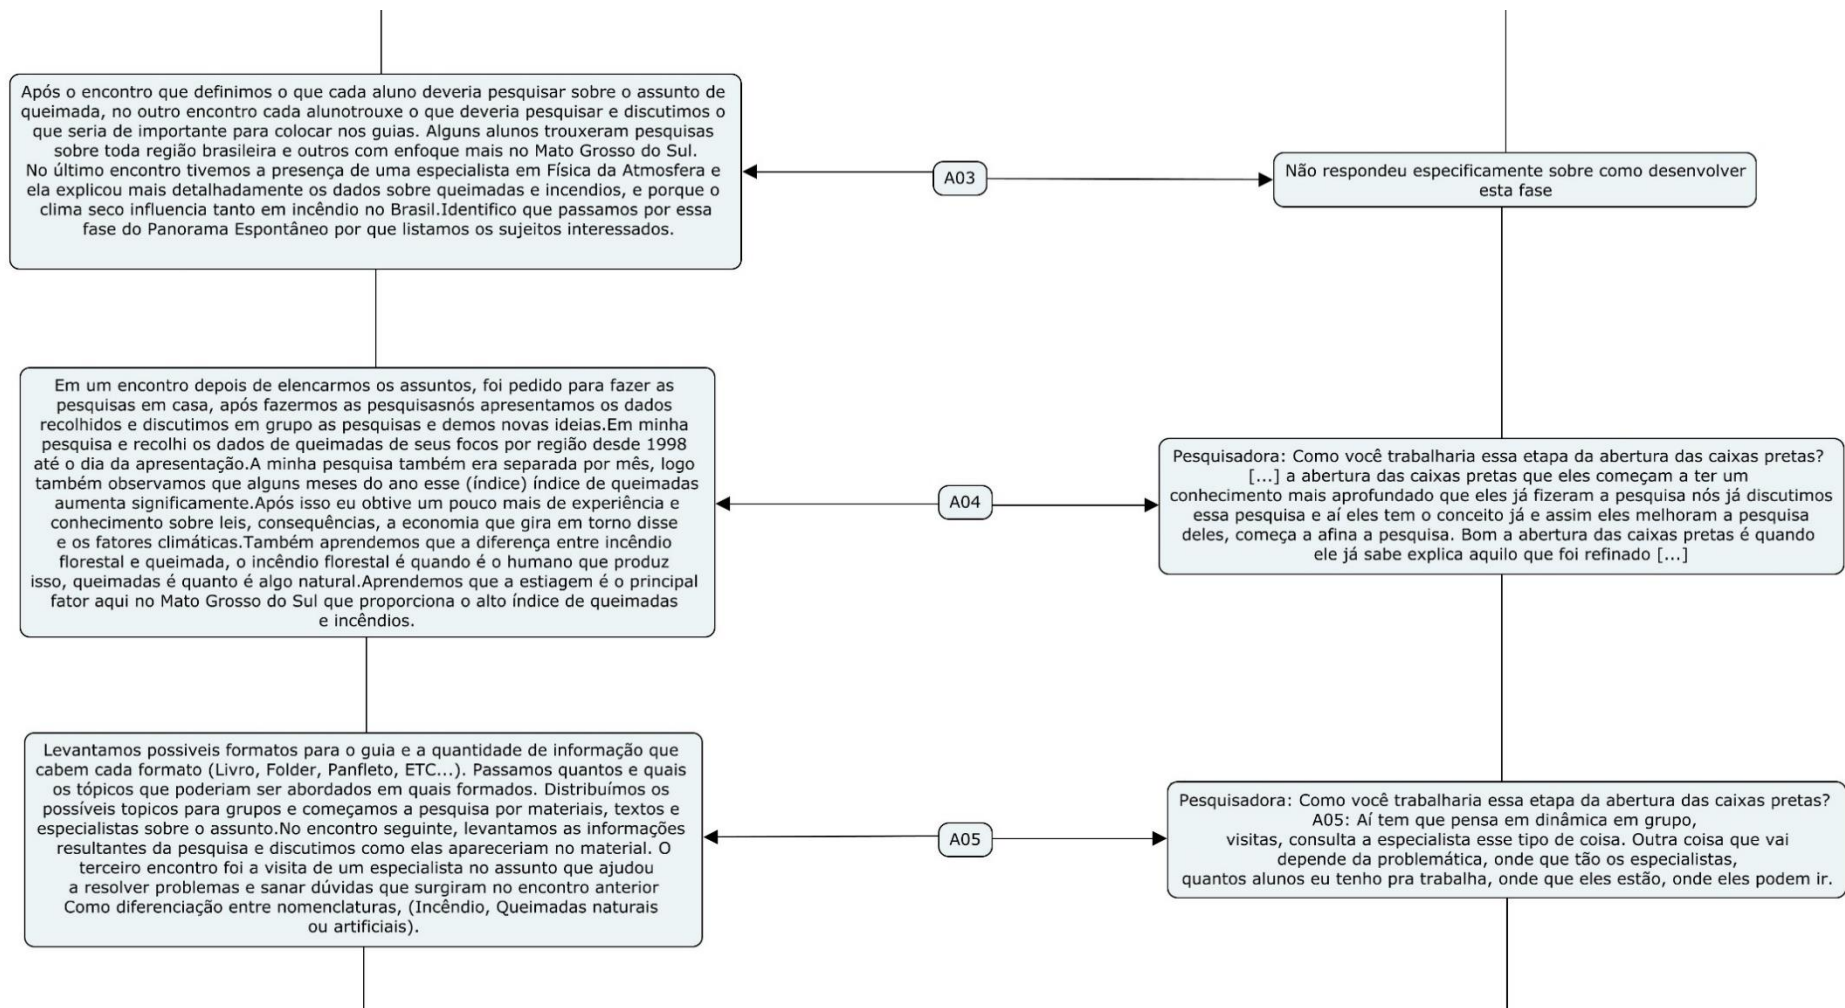 Após o encontro que definimos o que cada aluno deveria pesquisar sobre o assunto de
queimada, no outro encontro cada alunotrouxe o que deveria pesquisar e discutimos o
que seria de importante para colocar nos guias. Alguns alunos trouxeram pesquisas
sobre toda região brasileira e outros com enfoque mais no Mato Grosso do Sul.
No último encontro tivemos a presença de uma especialista em Física da Atmosfera e
ela explicou mais detalhadamente os dados sobre queimadas e incendios, e porque o
clima seco influencia tanto em incêndio no Brasil.Identifico que passamos por essa
fase do Panorama Espontâneo por que listamos os sujeitos interessados.
A03
Não respondeu especificamente sobre como desenvolver
esta fase
Em um encontro depois de elencarmos os assuntos, foi pedido para fazer as
pesquisas em casa, após fazermos as pesquisasnós apresentamos os dados
recolhidos e discutimos em grupo as pesquisas e demos novas ideias.Em minha
pesquisa e recolhi os dados de queimadas de seus focos por região desde 1998
até o dia da apresentação.A minha pesquisa também era separada por mês, logo
também observamos que alguns meses do ano esse (índice) índice de queimadas
aumenta significamente.Após isso eu obtive um pouco mais de experiência e
conhecimento sobre leis, consequências, a economia que gira em torno disse
e os fatores climáticas.Também aprendemos que a diferença entre incêndio
florestal e queimada, o incêndio florestal é quando é o humano que produz
isso, queimadas é quanto é algo natural.Aprendemos que a estiagem é o principal
fator aqui no Mato Grosso do Sul que proporciona o alto índice de queimadas
e incêndios.
A04
Pesquisadora: Como você trabalharia essa etapa da abertura das caixas pretas?
[...] a abertura das caixas pretas que eles começam a ter um
conhecimento mais aprofundado que eles já fizeram a pesquisa nós já discutimos
essa pesquisa e aí eles tem o conceito já e assim eles melhoram a pesquisa
deles, começa a afina a pesquisa. Bom a abertura das caixas pretas é quando
ele já sabe explica aquilo que foi refinado [...]
Levantamos possiveis formatos para o guia e a quantidade de informação que
cabem cada formato (Livro, Folder, Panfleto, ETC...). Passamos quantos e quais
os tópicos que poderiam ser abordados em quais formados. Distribuímos os
possíveis topicos para grupos e começamos a pesquisa por materiais, textos e
especialistas sobre o assunto.No encontro seguinte, levantamos as informações
resultantes da pesquisa e discutimos como elas apareceriam no material. O
terceiro encontro foi a visita de um especialista no assunto que ajudou
a resolver problemas e sanar dúvidas que surgiram no encontro anterior
Como diferenciação entre nomenclaturas, (Incêndio, Queimadas naturais
ou artificiais).
A05
Pesquisadora: Como você trabalharia essa etapa da abertura das caixas pretas?
A05: Aí tem que pensa em dinâmica em grupo,
visitas, consulta a especialista esse tipo de coisa. Outra coisa que vai
depende da problemática, onde que tão os especialistas,
quantos alunos eu tenho pra trabalha, onde que eles estão, onde eles podem ir.